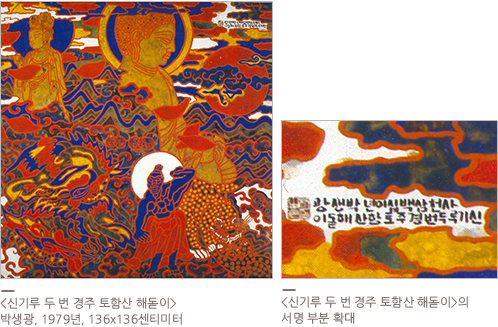 <신기루 두 번 경주 토함산 해돋이>
박생광, 1979년, 136x136센티미터
년이십백삼천사
이돋해산함토주경번두루기신
<신기루 두 번 경주 토함산 해돋이>의
서명 부분 확대